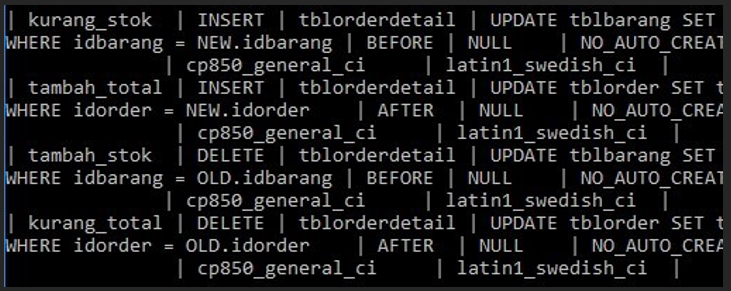 | kurang_stok | INSERT | tblorderdetail | UPDATE tblbarang SET
WHERE idbarang = NEW.idbarang | BEFORE | NULL | NO_AUTO_CREAT
| cp850_general_ci | latin1_swedish_ci |
| tambah_total | INSERT | tblorderdetail | UPDATE tblorder SET t
WHERE idorder = NEW.idorder | AFTER | NULL | NO_AUTO_CREA
| cp850_general_ci | latin1_swedish_ci |
| tambah_stok | DELETE | tblorderdetail | UPDATE tblbarang SET
WHERE idbarang = OLD.idbarang | BEFORE | NULL | NO_AUTO_CREAT
| cp850_general_ci | latin1_swedish_ci |
| kurang_total | DELETE | tblorderdetail | UPDATE tblorder SET t
WHERE idorder = OLD.idorder | AFTER | NULL | NO_AUTO_CREA
| cp850_general_ci | latin1_swedish_ci |